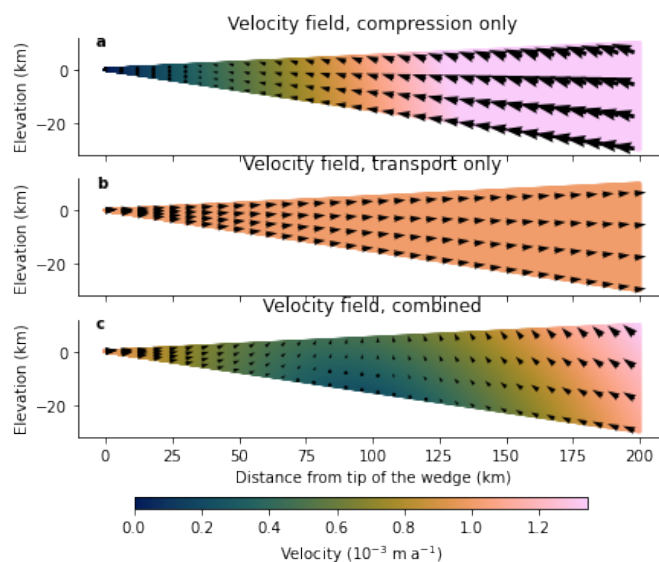 Velocity field, compression only
a
Elevation (km)
0
−20
Velocity field, transport only
b
Elevation (km)
0
−20
Velocity field, combined
c
Elevation (km)
0
−20
0 25 50 75 100 125 150 175 200
Distance from tip of the wedge (km)
0.0 0.2 0.4 0.6 0.8 1.0 1.2
Velocity (10⁻³ m a⁻¹)